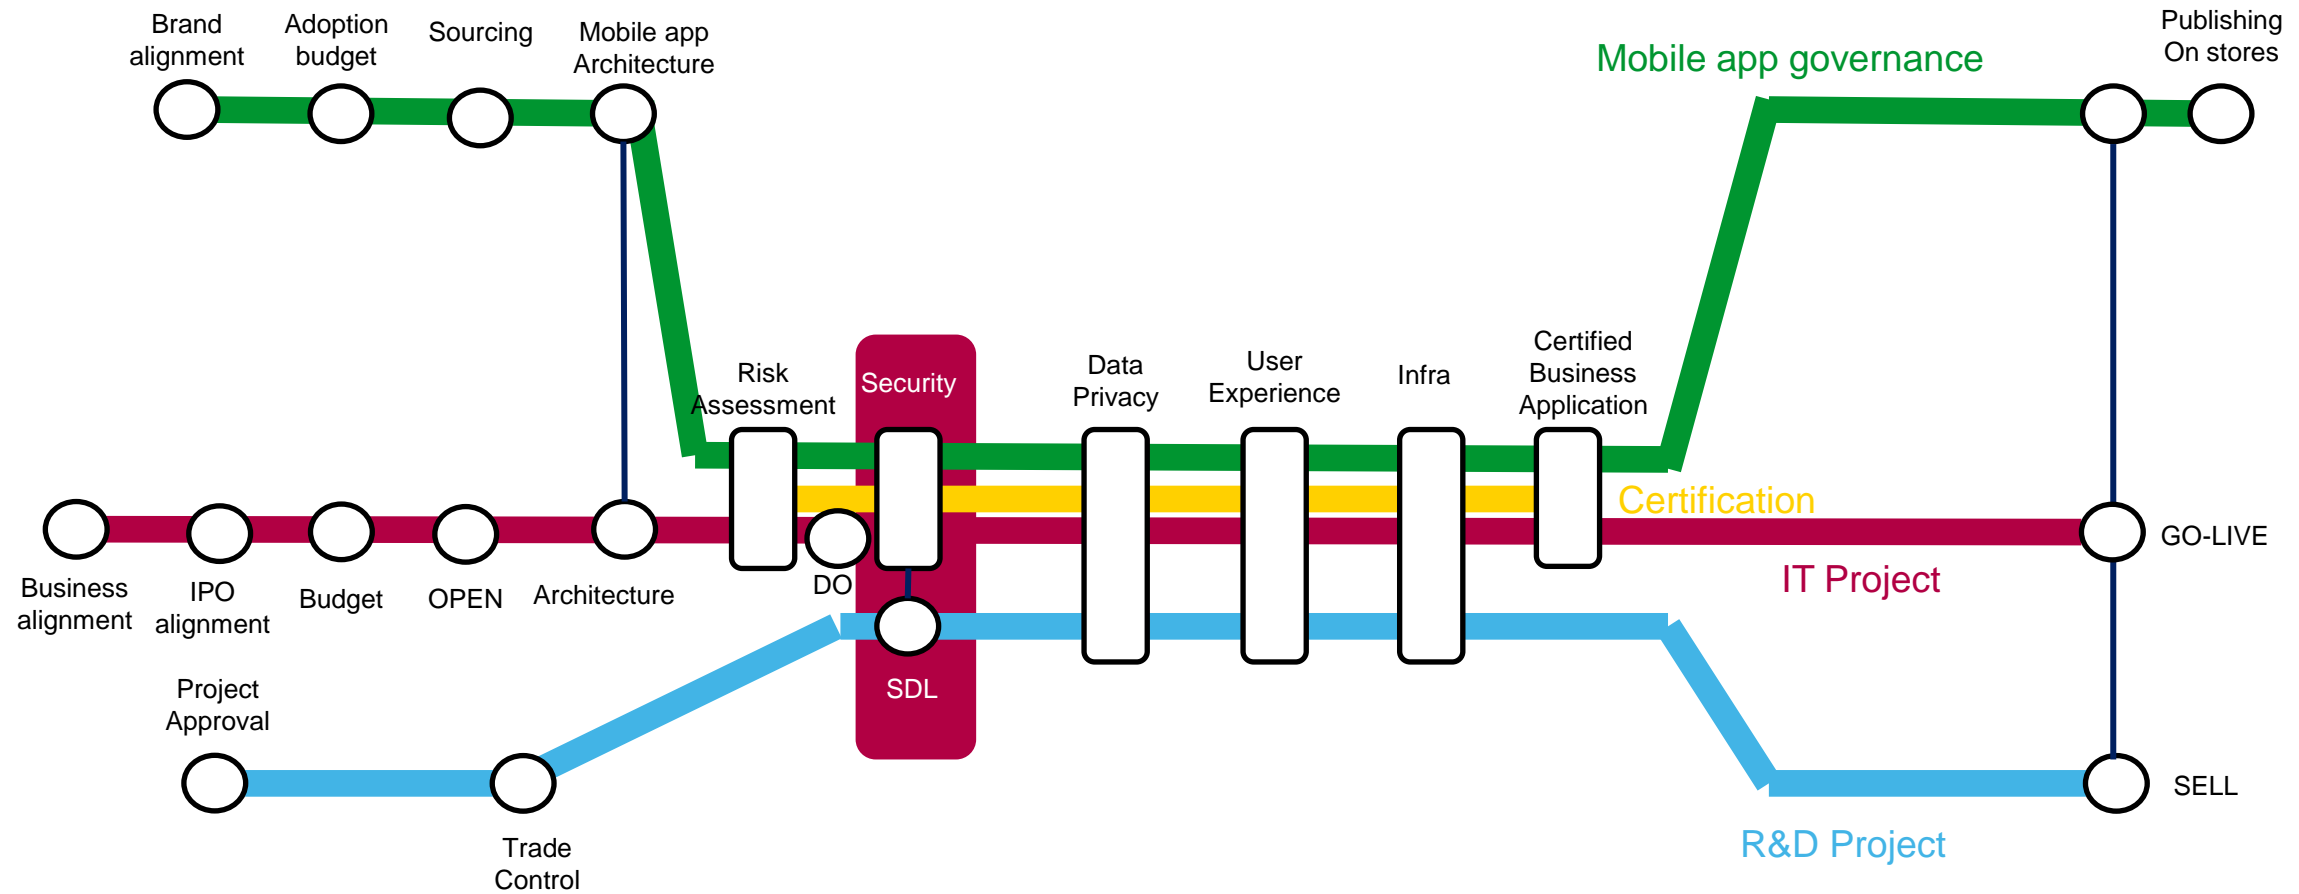 Brand
alignment
Adoption
budget
Sourcing
Mobile app
Architecture
Mobile app governance
Publishing
On stores
Risk
Assessment
Security
Data
Privacy
User
Experience
Infra
Certified
Business
Application
Certification
Business
alignment
IPO
alignment
Budget
OPEN
Architecture
DO
IT Project
GO-LIVE
Project
Approval
SDL
Trade
Control
R&D Project
SELL